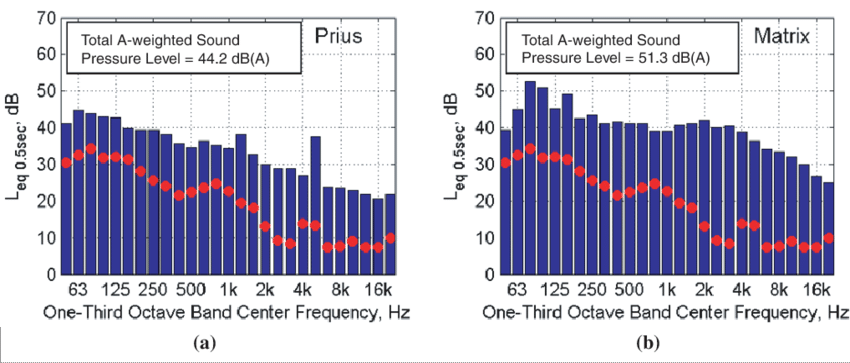 Total A-weighted Sound
Pressure Level = 44.2 dB(A)
Prius
70
60
50
40
30
20
10
0
L eq 0.5sec, dB
63 125 250 500 1k 2k 4k 8k 16k
One-Third Octave Band Center Frequency, Hz
(a)
Total A-weighted Sound
Pressure Level = 51.3 dB(A)
Matrix
70
60
50
40
30
20
10
0
L eq 0.5sec, dB
63 125 250 500 1k 2k 4k 8k 16k
One-Third Octave Band Center Frequency, Hz
(b)